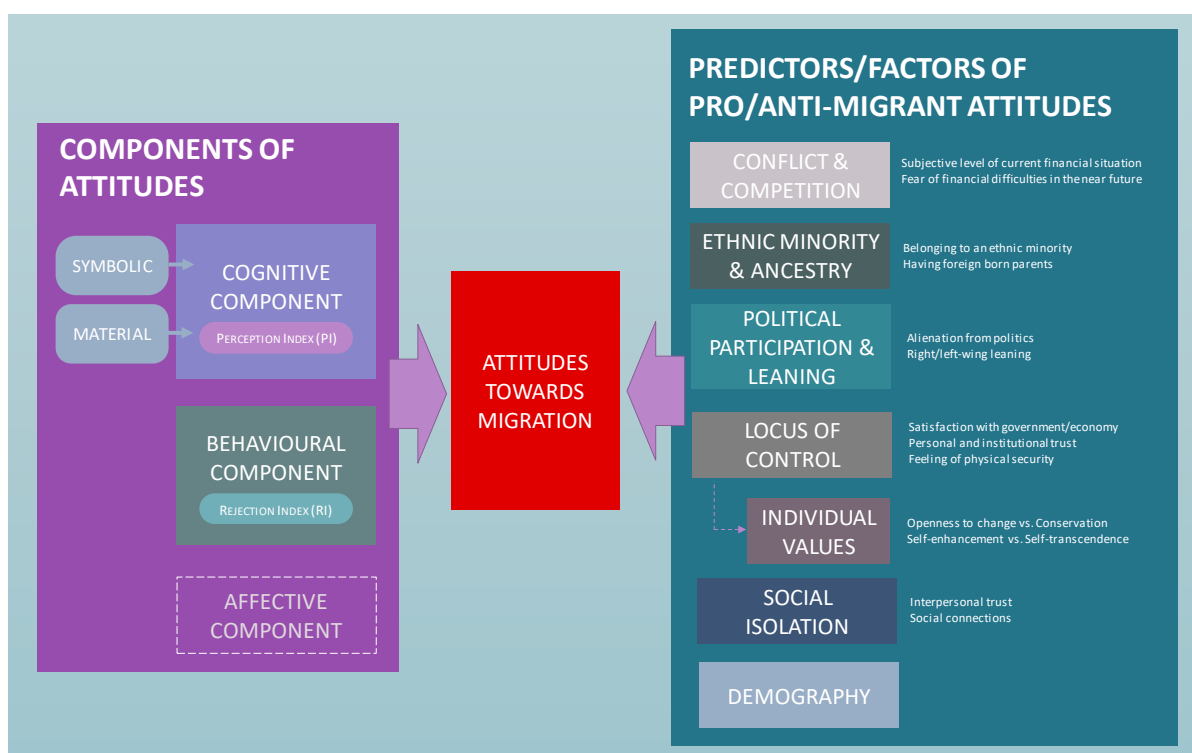 COMPONENTS OF
ATTITUDES
SYMBOLIC
MATERIAL
COGNITIVE
COMPONENT
PERCEPTION INDEX (PI)
BEHAVIOURAL
COMPONENT
REJECTION INDEX (RI)
AFFECTIVE
COMPONENT
ATTITUDES
TOWARDS
MIGRATION
PREDICTORS/FACTORS OF
PRO/ANTI-MIGRANT ATTITUDES
CONFLICT &
COMPETITION
Subjective level of current financial situation
Fear of financial difficulties in the near future
ETHNIC MINORITY
& ANCESTRY
Belonging to an ethnic minority
Having foreign born parents
POLITICAL
PARTICIPATION &
LEANING
Alienation from politics
Right/left-wing leaning
LOCUS OF
CONTROL
Satisfaction with government/economy
Personal and institutional trust
Feeling of physical security
INDIVIDUAL
VALUES
Openness to change vs. Conservation
Self-enhancement vs. Self-transcendence
SOCIAL
ISOLATION
Interpersonal trust
Social connections
DEMOGRAPHY